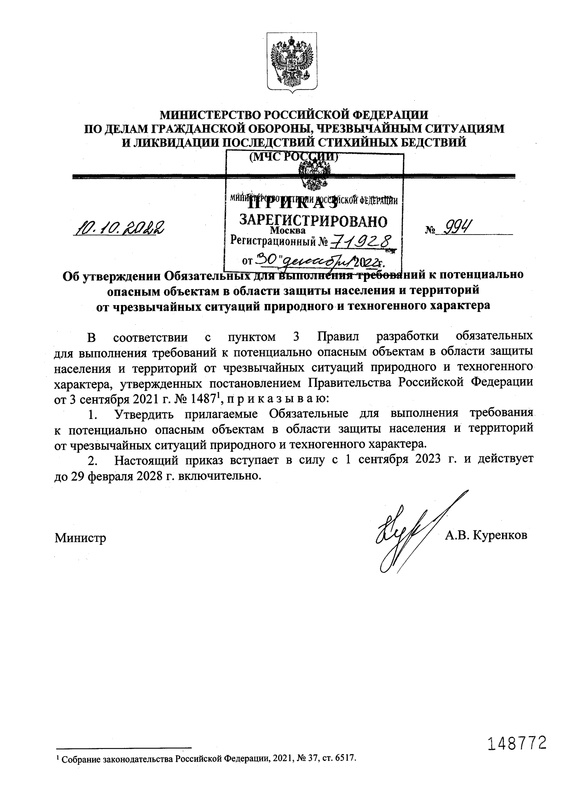 МИНИСТЕРСТВО РОССИЙСКОЙ ФЕДЕРАЦИИ
ПО ДЕЛАМ ГРАЖДАНСКОЙ ОБОРОНЫ, ЧРЕЗВЫЧАЙНЫМ СИТУАЦИЯМ
И ЛИКВИДАЦИИ ПОСЛЕДСТВИЙ СТИХИЙНЫХ БЕДСТВИЙ
(МЧС РОССИИ)
МИНИСТЕРСТВО ЮСТИЦИИ РОССИЙСКОЙ ФЕДЕРАЦИИ
ПРИКАЗ
ЗАРЕГИСТРИРОВАНО
10.10.2022 Москва № 994
Регистрационный № 71928
от "30" декабря 2022г.
Об утверждении Обязательных для выполнения требований к потенциально
опасным объектам в области защиты населения и территорий
от чрезвычайных ситуаций природного и техногенного характера
В соответствии с пунктом 3 Правил разработки обязательных
для выполнения требований к потенциально опасным объектам в области защиты
населения и территорий от чрезвычайных ситуаций природного и техногенного
характера, утвержденных постановлением Правительства Российской Федерации
от 3 сентября 2021 г. № 1487¹, п р и к а з ы в а ю:
1. Утвердить прилагаемые Обязательные для выполнения требования
к потенциально опасным объектам в области защиты населения и территорий
от чрезвычайных ситуаций природного и техногенного характера.
2. Настоящий приказ вступает в силу с 1 сентября 2023 г. и действует
до 29 февраля 2028 г. включительно.
Министр А.В. Куренков
148772
¹ Собрание законодательства Российской Федерации, 2021, № 37, ст. 6517.